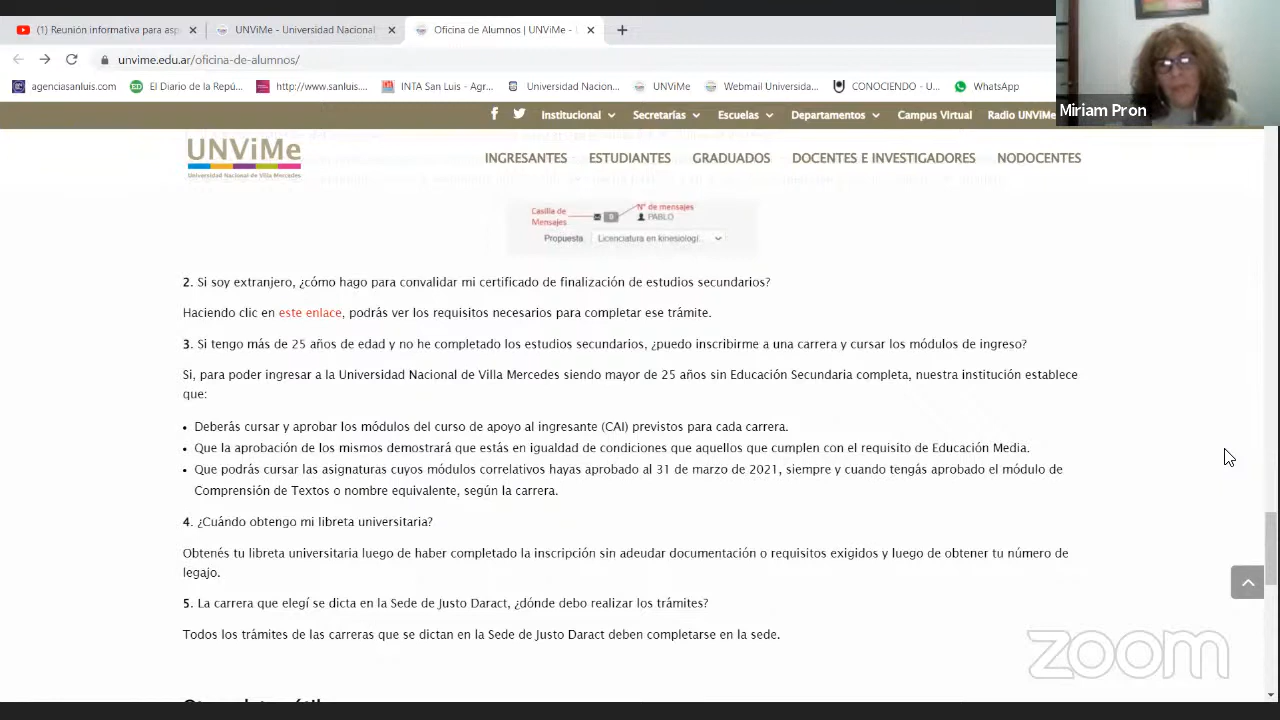 (1) Reunión informativa para asp
UNViMe - Universidad Nacional
Oficina de Alumnos | UNViMe -
unvime.edu.ar/oficina-de-alumnos/
agenciasanluis.com
El Diario de la Repú...
http://www.sanluis...
INTA San Luis - Agr...
Universidad Nacion...
UNViMe
Webmail Universida...
CONOCIENDO - U...
WhatsApp
Miriam Pron
Institucional
Secretarías
Escuelas
Departamentos
Campus Virtual
Radio UNViMe
UNViMe
Universidad Nacional de Villa Mercedes
INGRESANTES
ESTUDIANTES
GRADUADOS
DOCENTES E INVESTIGADORES
NODOCENTES
Casilla de
Mensajes
N° de mensajes
0
PABLO
Propuesta
Licenciatura en kinesiologí...
2. Si soy extranjero, ¿cómo hago para convalidar mi certificado de finalización de estudios secundarios?
Haciendo clic en este enlace, podrás ver los requisitos necesarios para completar ese trámite.
3. Si tengo más de 25 años de edad y no he completado los estudios secundarios, ¿puedo inscribirme a una carrera y cursar los módulos de ingreso?
Si, para poder ingresar a la Universidad Nacional de Villa Mercedes siendo mayor de 25 años sin Educación Secundaria completa, nuestra institución establece
que:
• Deberás cursar y aprobar los módulos del curso de apoyo al ingresante (CAI) previstos para cada carrera.
• Que la aprobación de los mismos demostrará que estás en igualdad de condiciones que aquellos que cumplen con el requisito de Educación Media.
• Que podrás cursar las asignaturas cuyos módulos correlativos hayas aprobado al 31 de marzo de 2021, siempre y cuando tengás aprobado el módulo de
Comprensión de Textos o nombre equivalente, según la carrera.
4. ¿Cuándo obtengo mi libreta universitaria?
Obtenés tu libreta universitaria luego de haber completado la inscripción sin adeudar documentación o requisitos exigidos y luego de obtener tu número de
legajo.
5. La carrera que elegí se dicta en la Sede de Justo Daract, ¿dónde debo realizar los trámites?
Todos los trámites de las carreras que se dictan en la Sede de Justo Daract deben completarse en la sede.
zoom